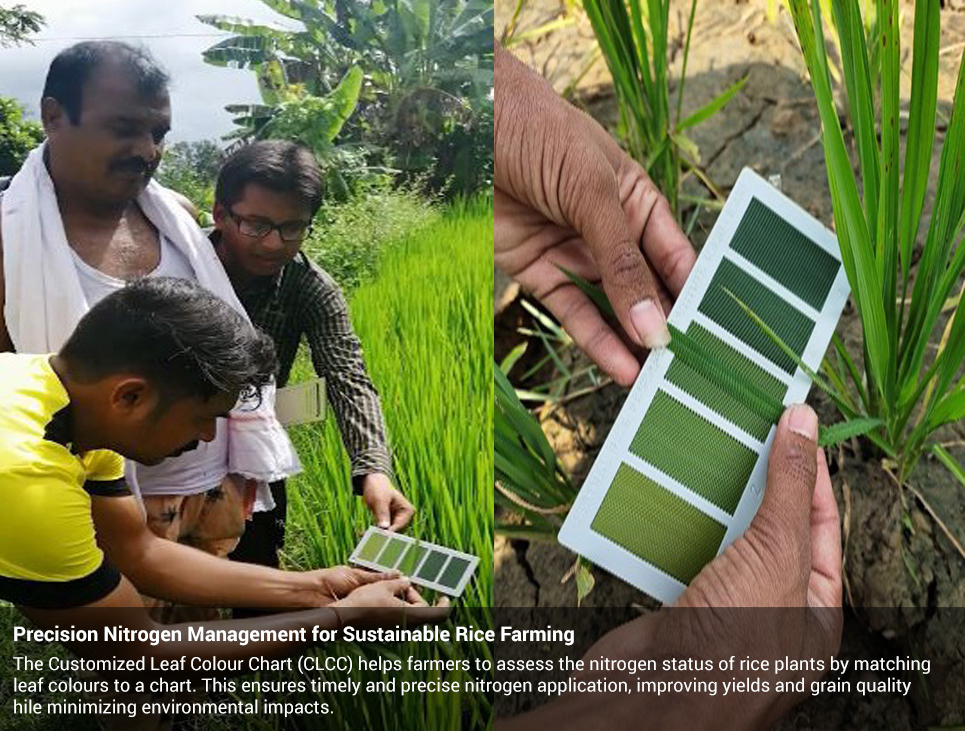 Precision Nitrogen Management for Sustainable Rice Farming
The Customized Leaf Colour Chart (CLCC) helps farmers to assess the nitrogen status of rice plants by matching
leaf colours to a chart. This ensures timely and precise nitrogen application, improving yields and grain quality
hile minimizing environmental impacts.